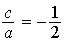 c/a = −1/2